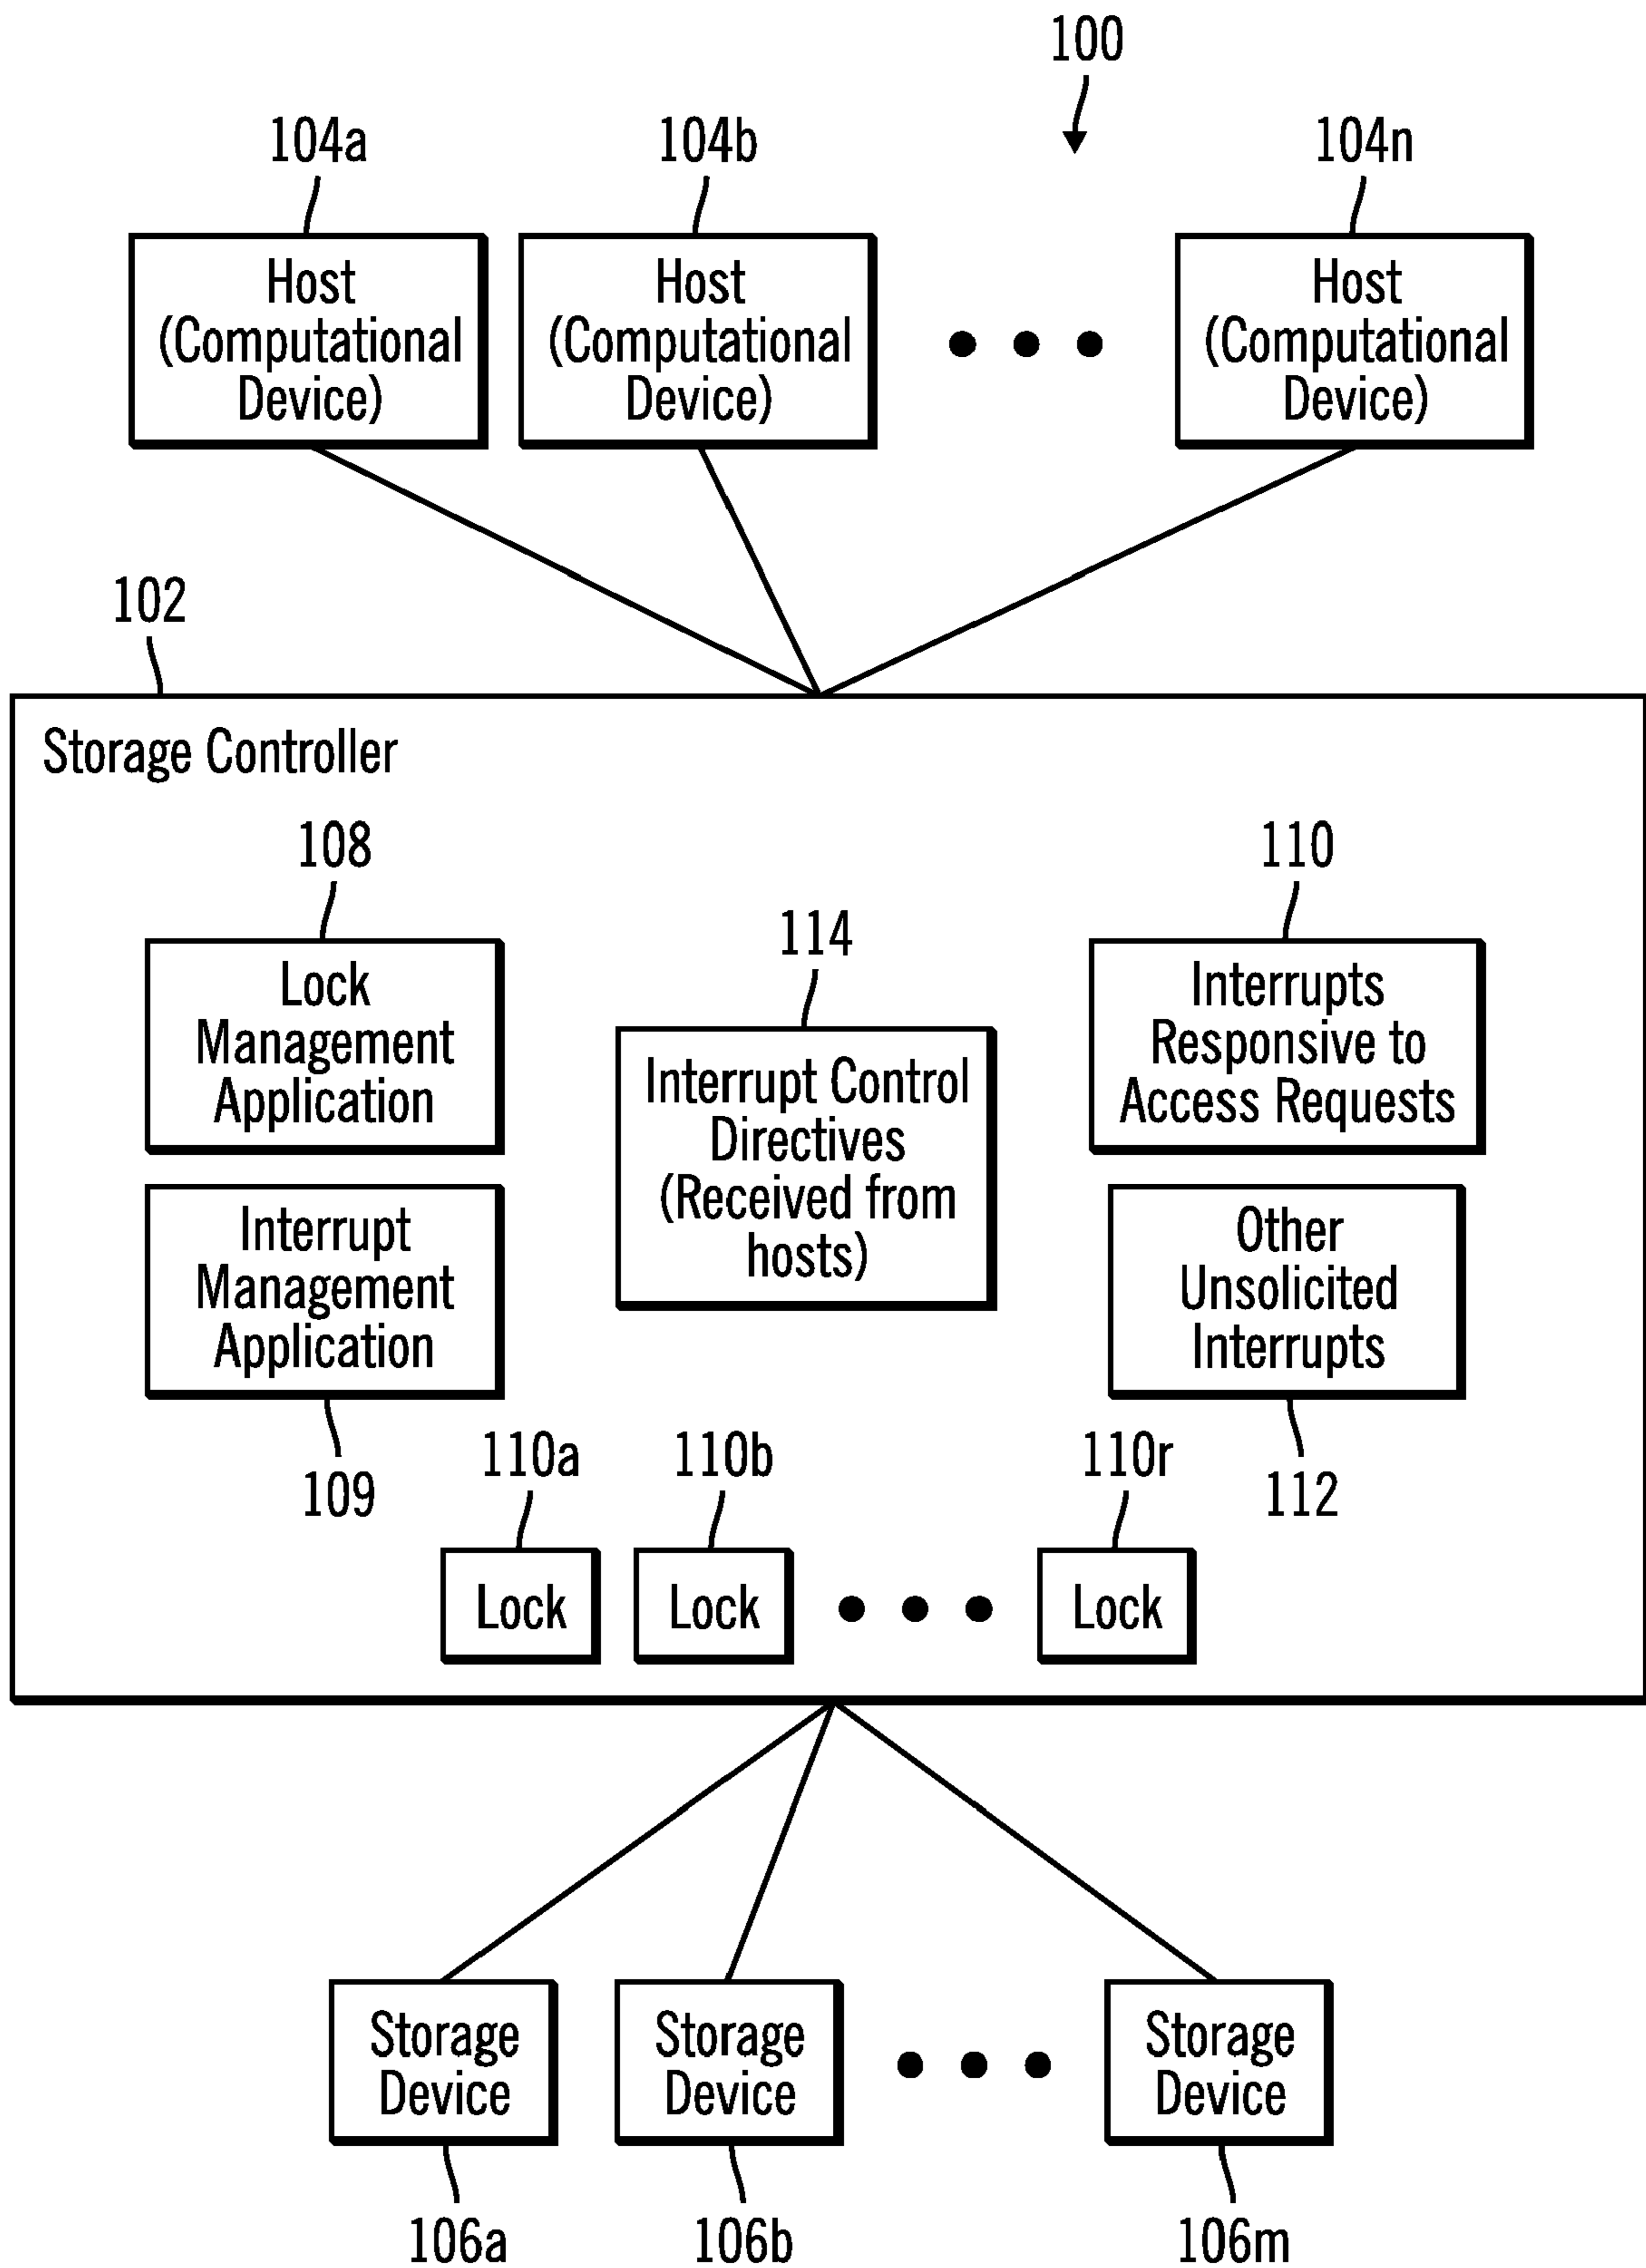 100
104a
104b
104n
Host
(Computational
Device)
Host
(Computational
Device)
Host
(Computational
Device)
102
Storage Controller
108
Lock
Management
Application
114
Interrupt Control
Directives
(Received from
hosts)
110
Interrupts
Responsive to
Access Requests
Interrupt
Management
Application
109
Other
Unsolicited
Interrupts
112
110a
110b
110r
Lock
Lock
Lock
Storage
Device
Storage
Device
Storage
Device
106a
106b
106m